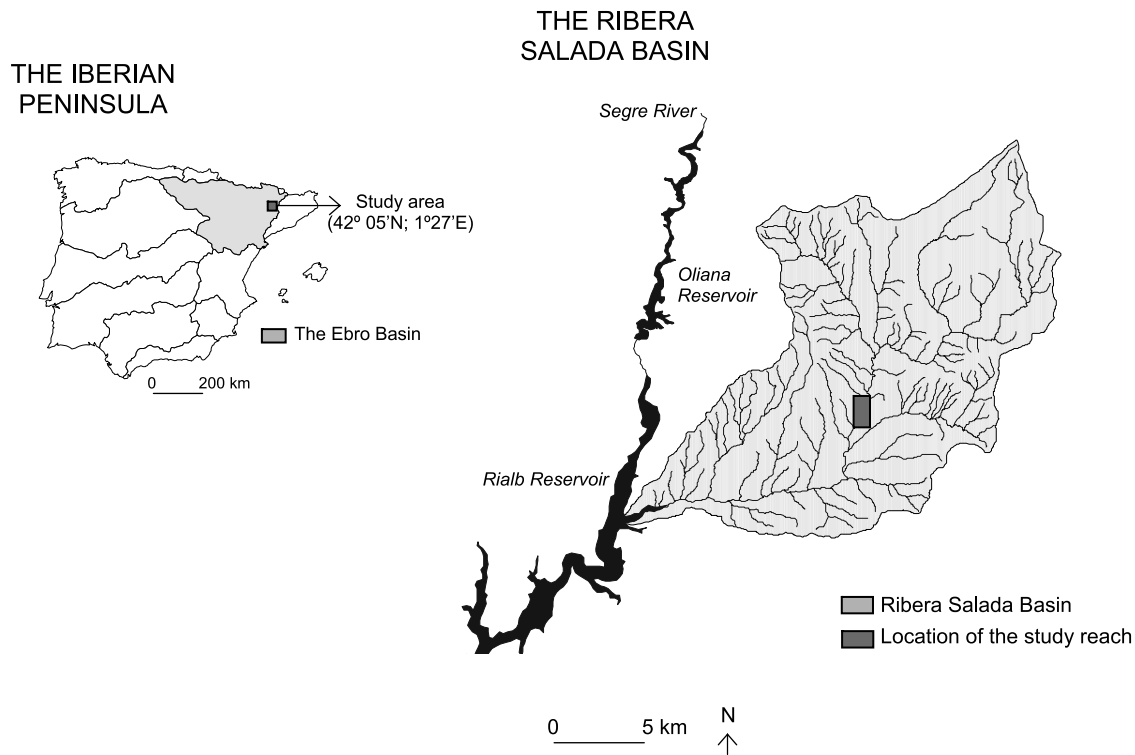 THE RIBERA
SALADA BASIN
THE IBERIAN
PENINSULA
Segre River
Study area
(42º 05'N; 1º27'E)
Oliana
Reservoir
The Ebro Basin
0 200 km
Rialb Reservoir
Ribera Salada Basin
Location of the study reach
0 5 km
N